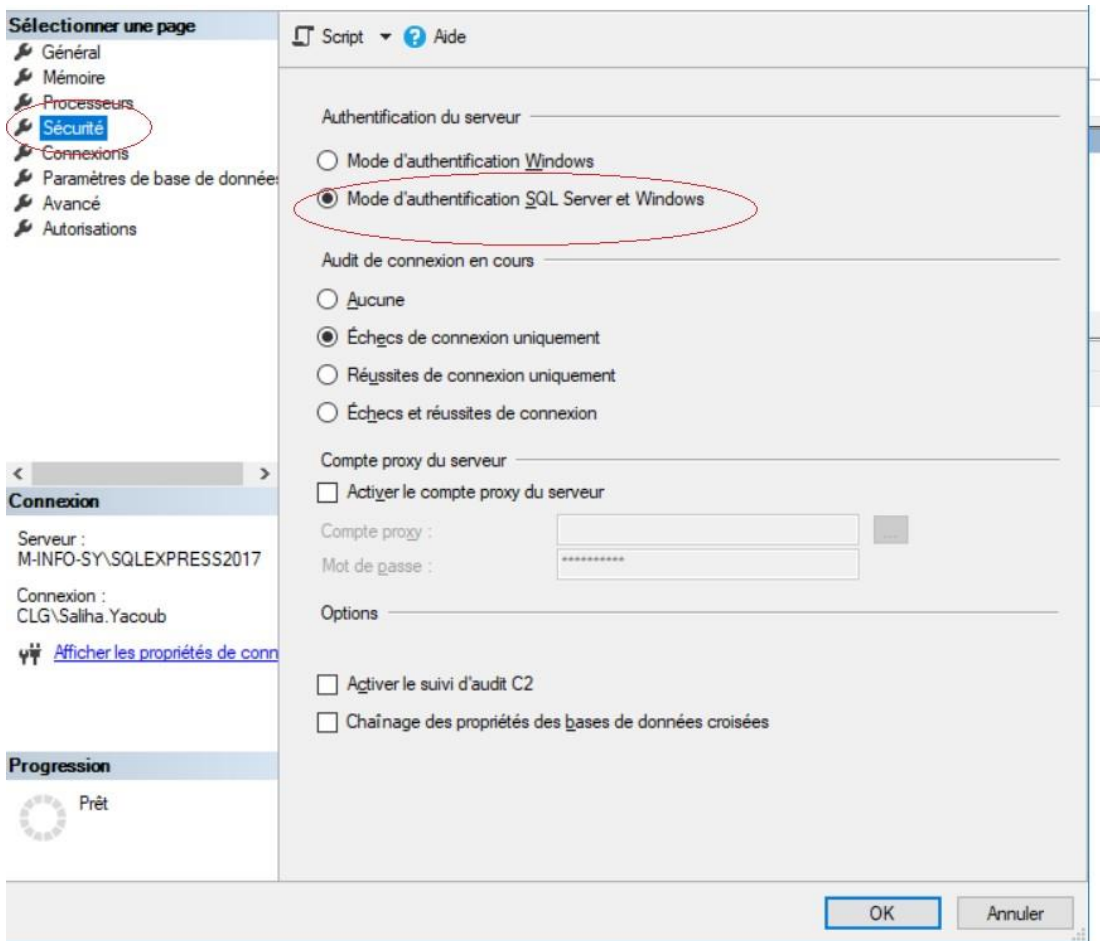 Sélectionner une page
Général
Mémoire
Processeurs
Sécurité
Connexions
Paramètres de base de données
Avancé
Autorisations
Script
Aide
Authentification du serveur
Mode d'authentification Windows
Mode d'authentification SQL Server et Windows
Audit de connexion en cours
Aucune
Échecs de connexion uniquement
Réussites de connexion uniquement
Échecs et réussites de connexion
Compte proxy du serveur
Activer le compte proxy du serveur
Compte proxy :
...
Mot de passe :
**********
Options
Activer le suivi d'audit C2
Chaînage des propriétés des bases de données croisées
Connexion
Serveur :
M-INFO-SY\SQLEXPRESS2017
Connexion :
CLG\Saliha.Yacoub
Afficher les propriétés de conn
Progression
Prêt
OK
Annuler